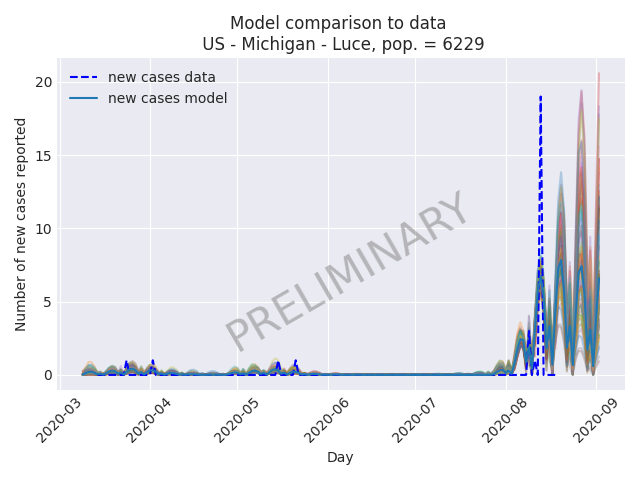 Model comparison to data
US - Michigan - Luce, pop. = 6229
new cases data
new cases model
Number of new cases reported
20
15
10
5
0
PRELIMINARY
2020-03
2020-04
2020-05
2020-06
2020-07
2020-08
2020-09
Day